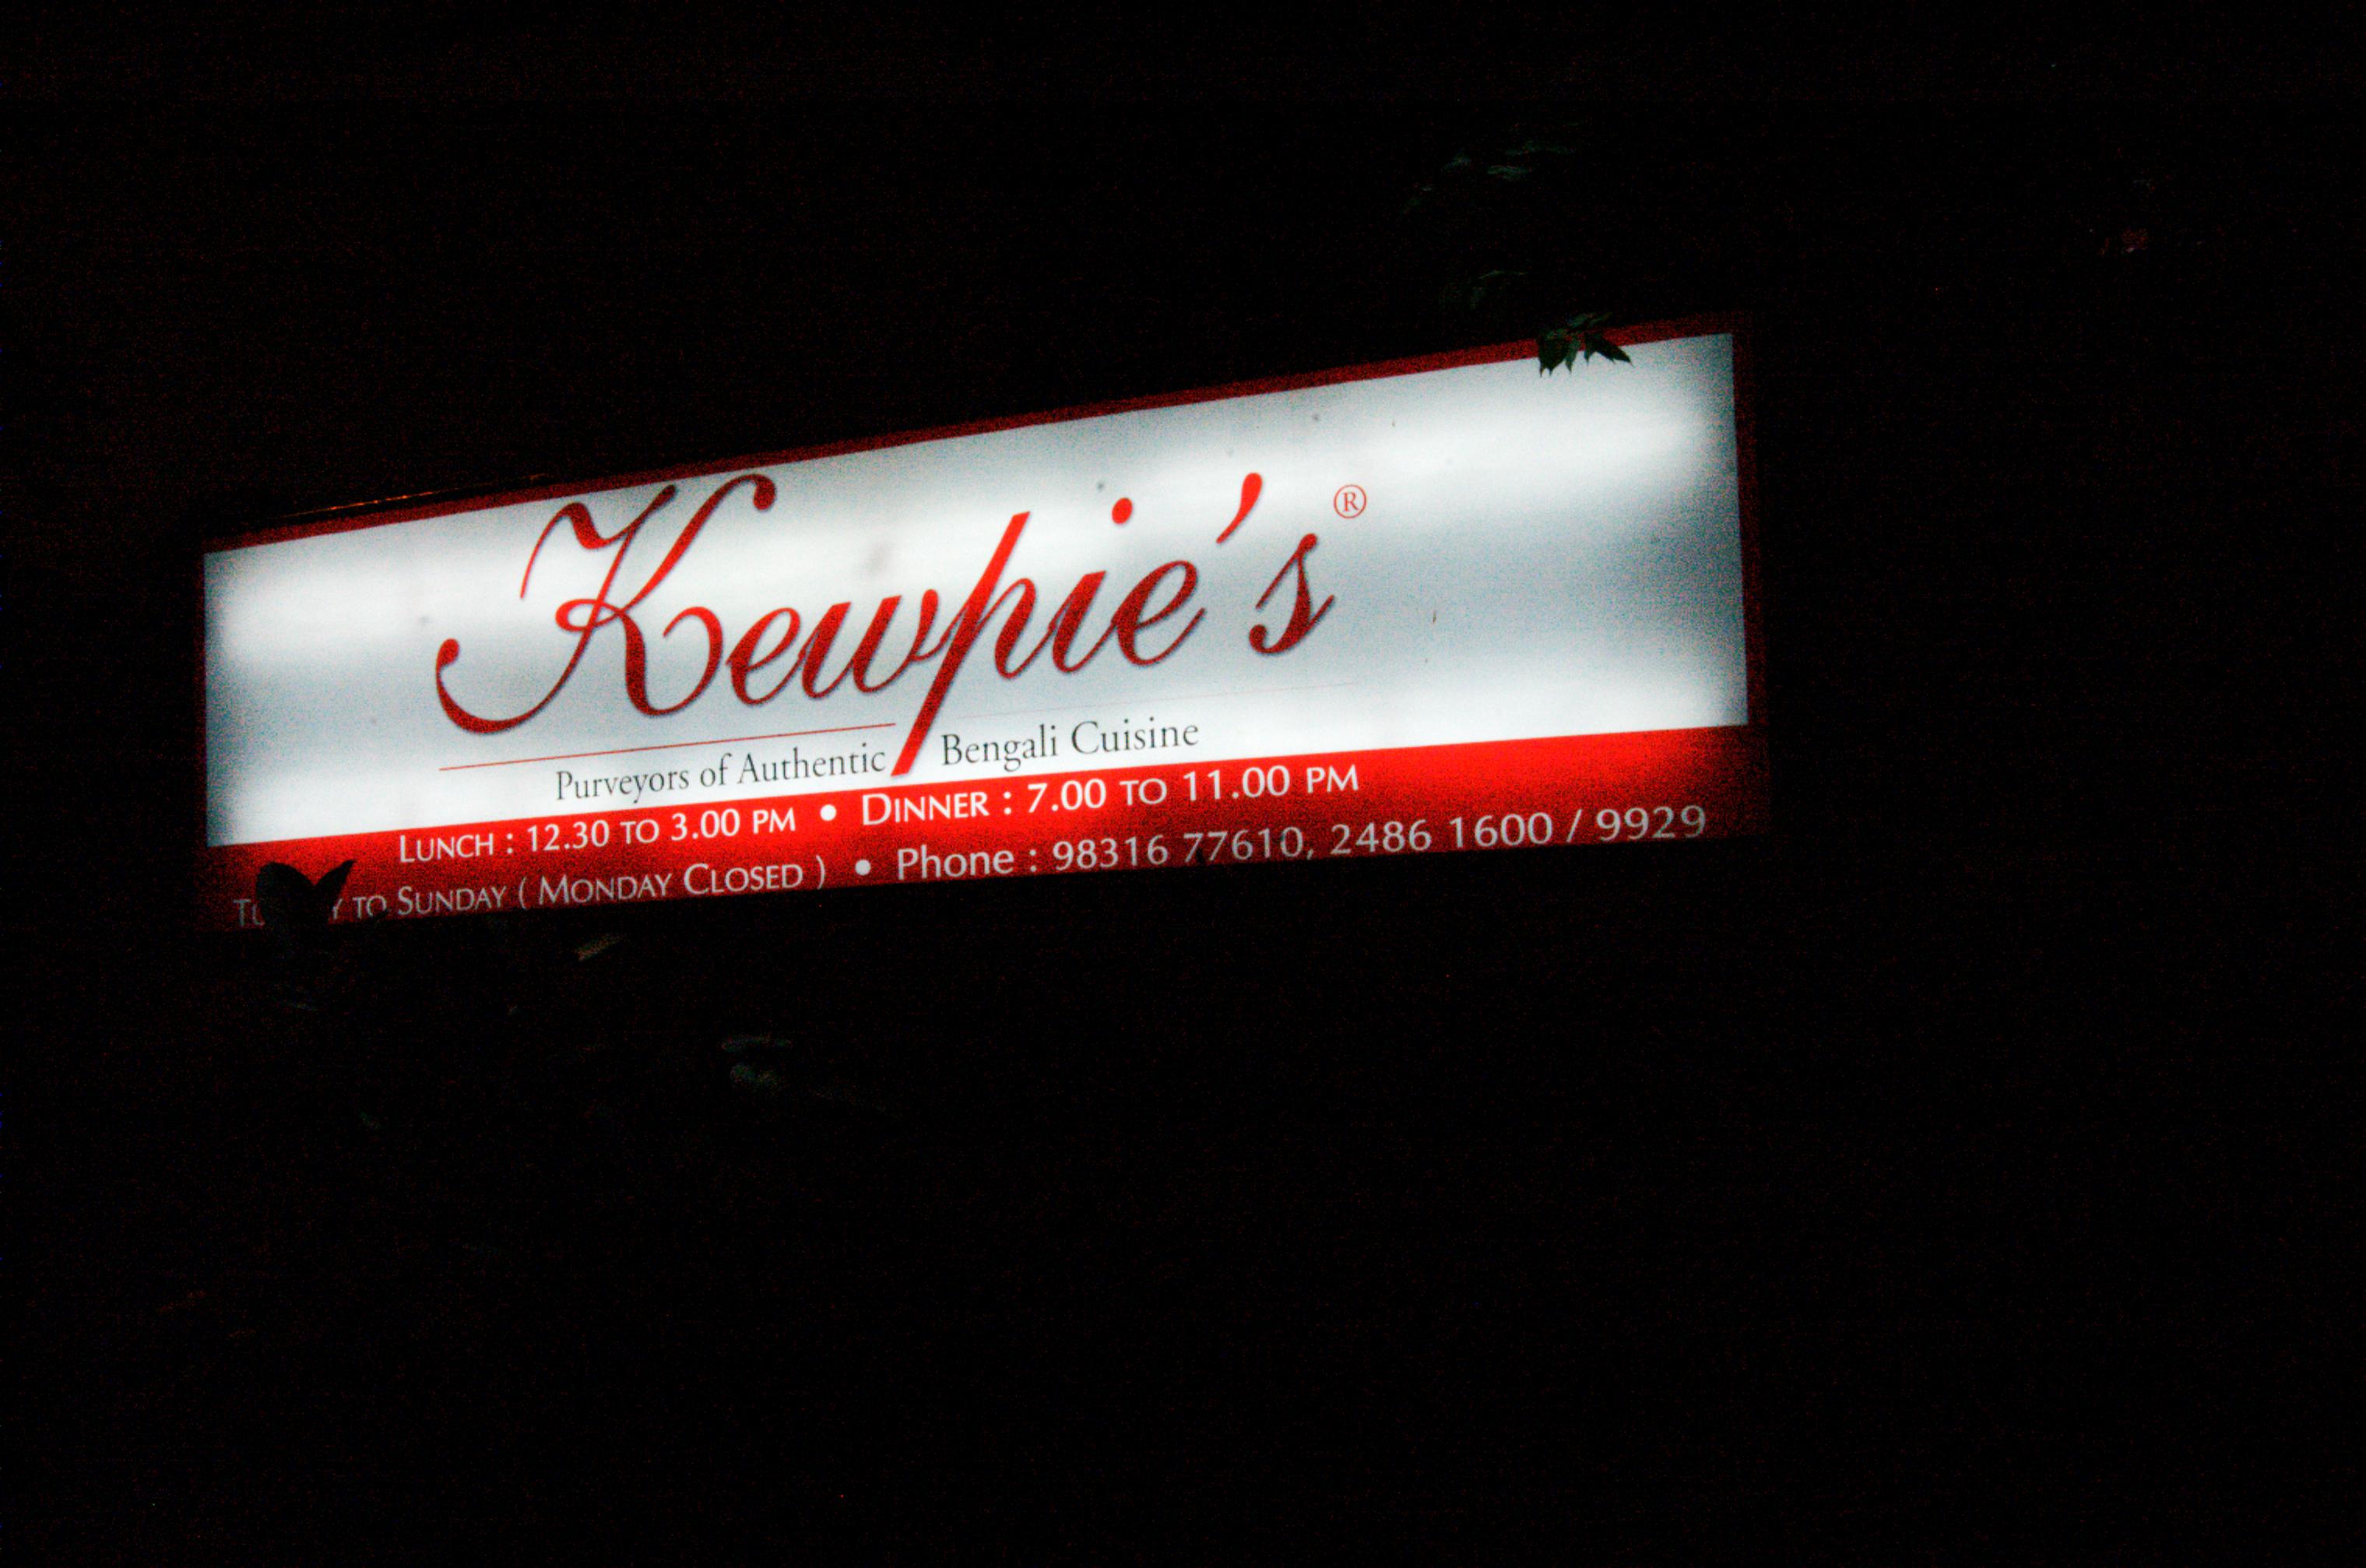 Kewpie's®
Purveyors of Authentic Bengali Cuisine
LUNCH : 12.30 TO 3.00 PM • DINNER : 7.00 TO 11.00 PM
TO SUNDAY ( MONDAY CLOSED ) • Phone : 98316 77610, 2486 1600 / 9929